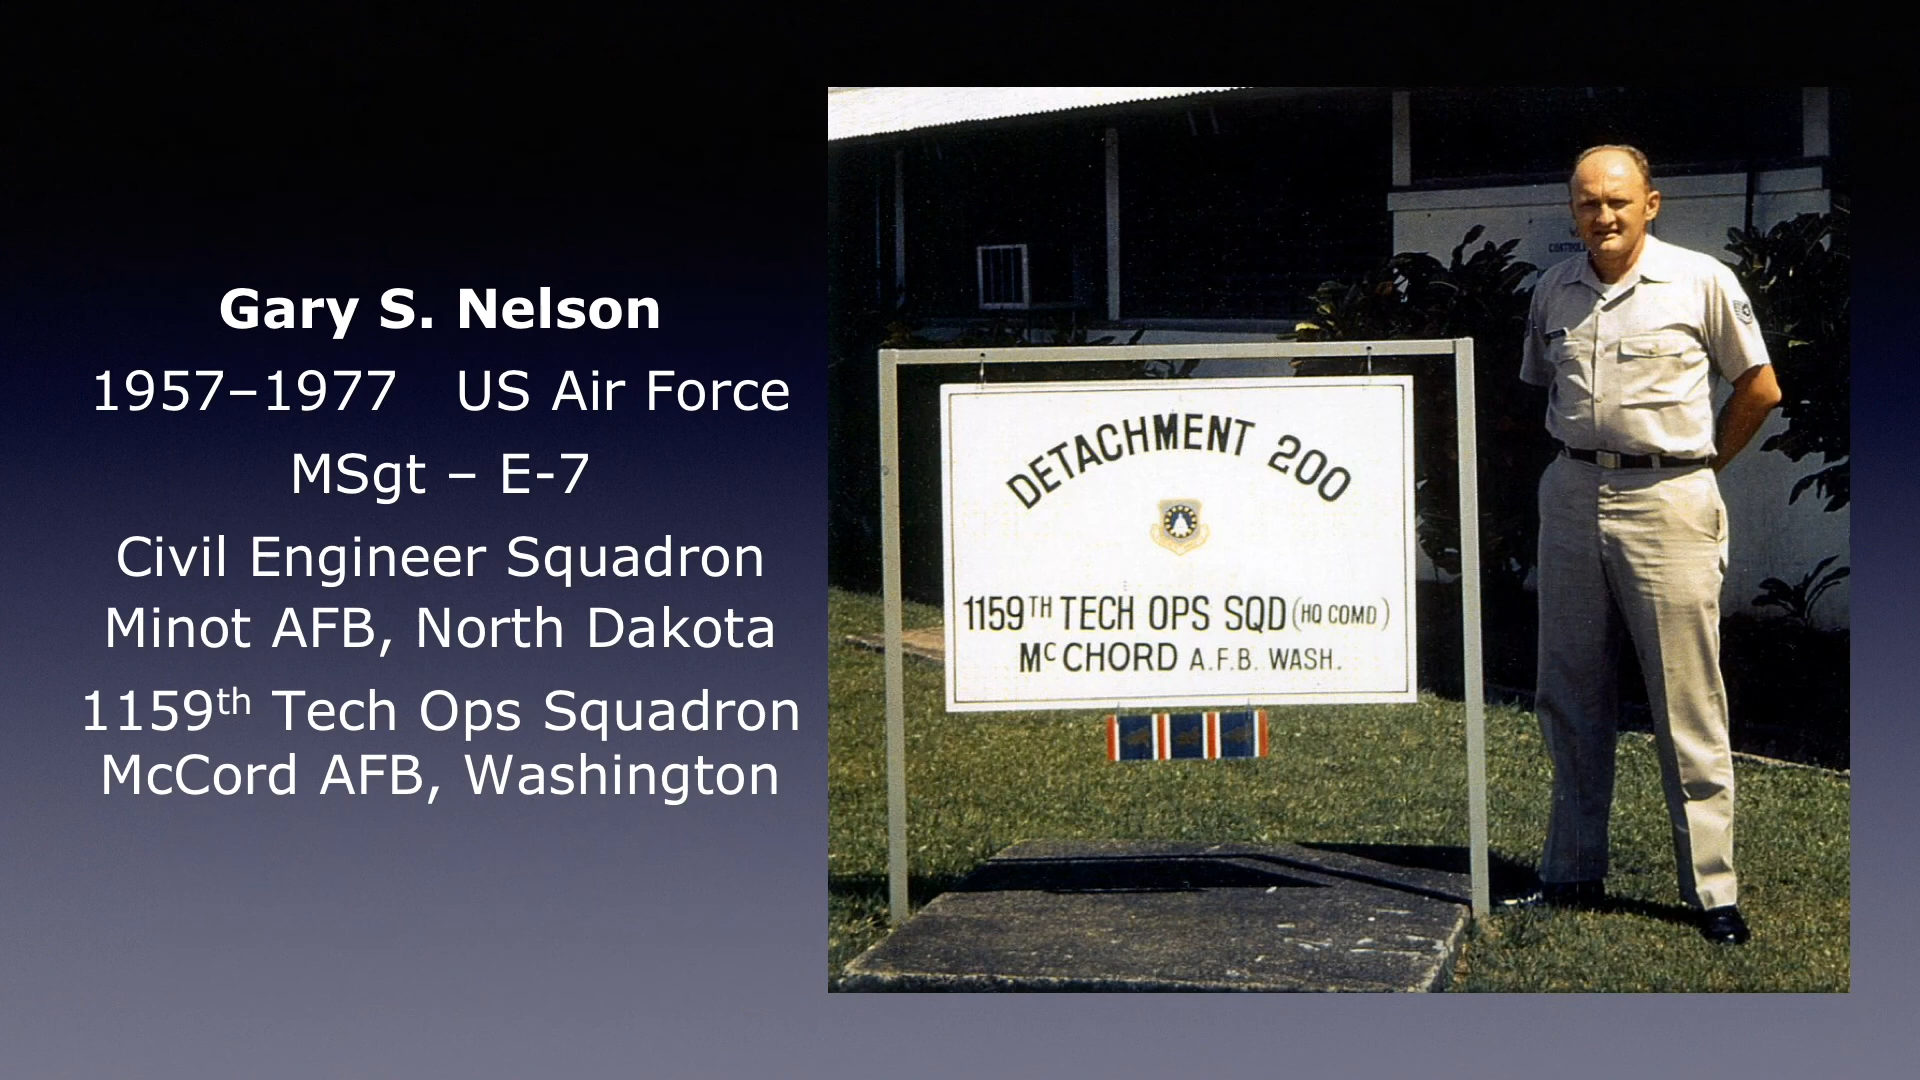 Gary S. Nelson
1957–1977 US Air Force
MSgt – E-7
Civil Engineer Squadron
Minot AFB, North Dakota
1159th Tech Ops Squadron
McCord AFB, Washington
DETACHMENT 200
1159TH TECH OPS SQD (HQ COMD)
McCHORD A.F.B. WASH.